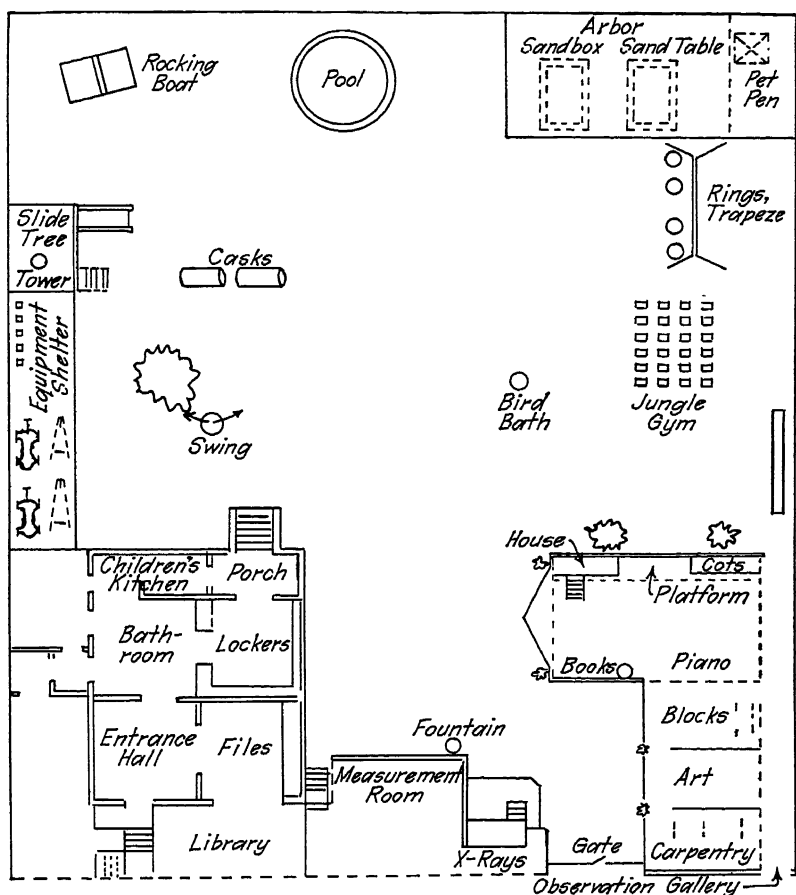 Rocking
Boat
Pool
Arbor
Sandbox
Sand Table
Pet
Pen
Rings,
Trapeze
Slide
Tree
Tower
Casks
Equipment
Shelter
Swing
Bird
Bath
Jungle
Gym
Children's
Kitchen
Porch
House
Cots
Platform
Bath-
room
Lockers
Books
Piano
Entrance
Hall
Files
Fountain
Measurement
Room
Blocks
Art
Library
X-Rays
Gate
Carpentry
Observation Gallery